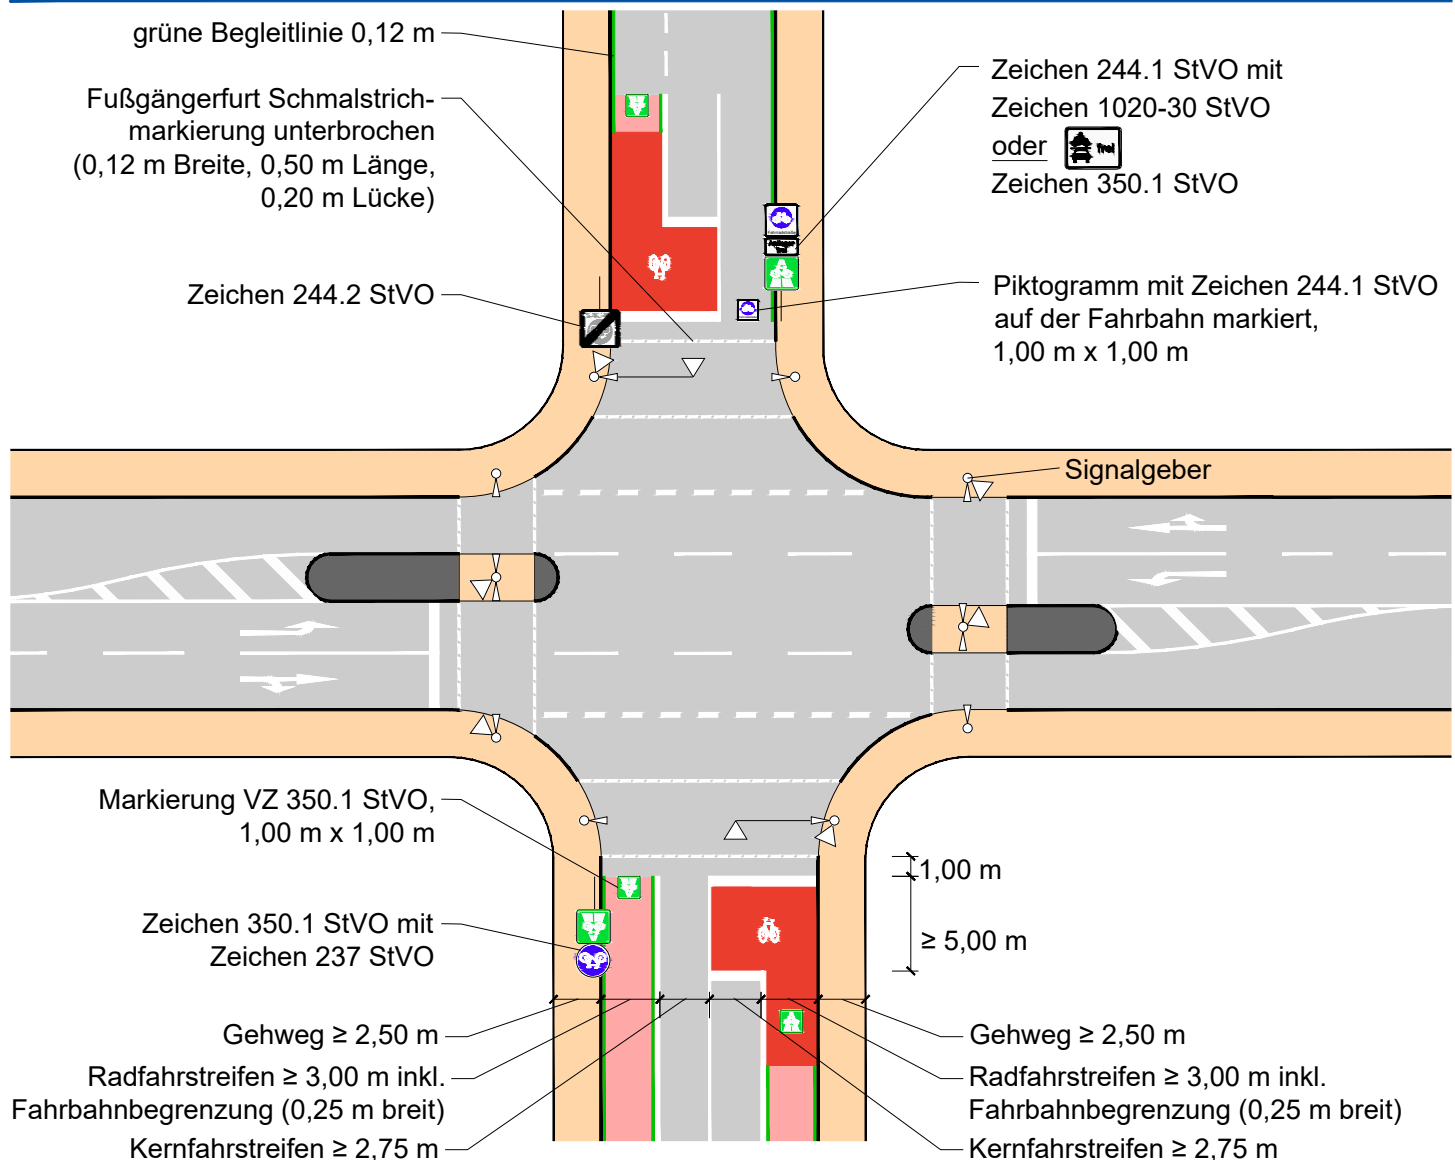 grüne Begleitlinie 0,12 m
Fußgängerfurt Schmalstrich-
markierung unterbrochen
(0,12 m Breite, 0,50 m Länge,
0,20 m Lücke)
Zeichen 244.2 StVO
Zeichen 244.1 StVO mit
Zeichen 1020-30 StVO
oder
frei
Zeichen 350.1 StVO
Piktogramm mit Zeichen 244.1 StVO
auf der Fahrbahn markiert,
1,00 m x 1,00 m
Signalgeber
Markierung VZ 350.1 StVO,
1,00 m x 1,00 m
Zeichen 350.1 StVO mit
Zeichen 237 StVO
Gehweg ≥ 2,50 m
Radfahrstreifen ≥ 3,00 m inkl.
Fahrbahnbegrenzung (0,25 m breit)
Kernfahrstreifen ≥ 2,75 m
1,00 m
≥ 5,00 m
Gehweg ≥ 2,50 m
Radfahrstreifen ≥ 3,00 m inkl.
Fahrbahnbegrenzung (0,25 m breit)
Kernfahrstreifen ≥ 2,75 m